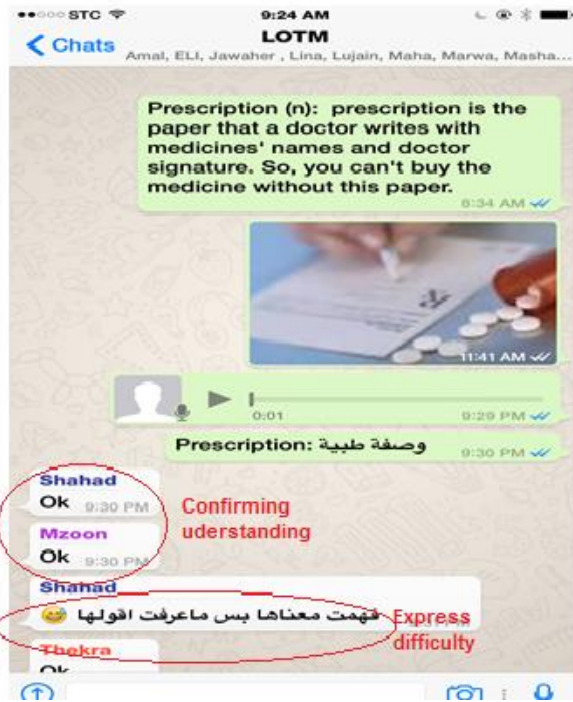 STC 9:24 AM
Chats LOTM
Amal, ELI, Jawaher , Lina, Lujain, Maha, Marwa, Masha...
Prescription (n): prescription is the
paper that a doctor writes with
medicines' names and doctor
signature. So, you can't buy the
medicine without this paper.
6:34 AM
11:41 AM
0:01 9:29 PM
Prescription: وصفة طبية 9:30 PM
Shahad
Ok 9:30 PM
Confirming
uderstanding
Mzoon
Ok 9:30 PM
Shahad
فهمت معناها بس ماعرفت اقولها 😅
Express
difficulty
Thekra
Ok